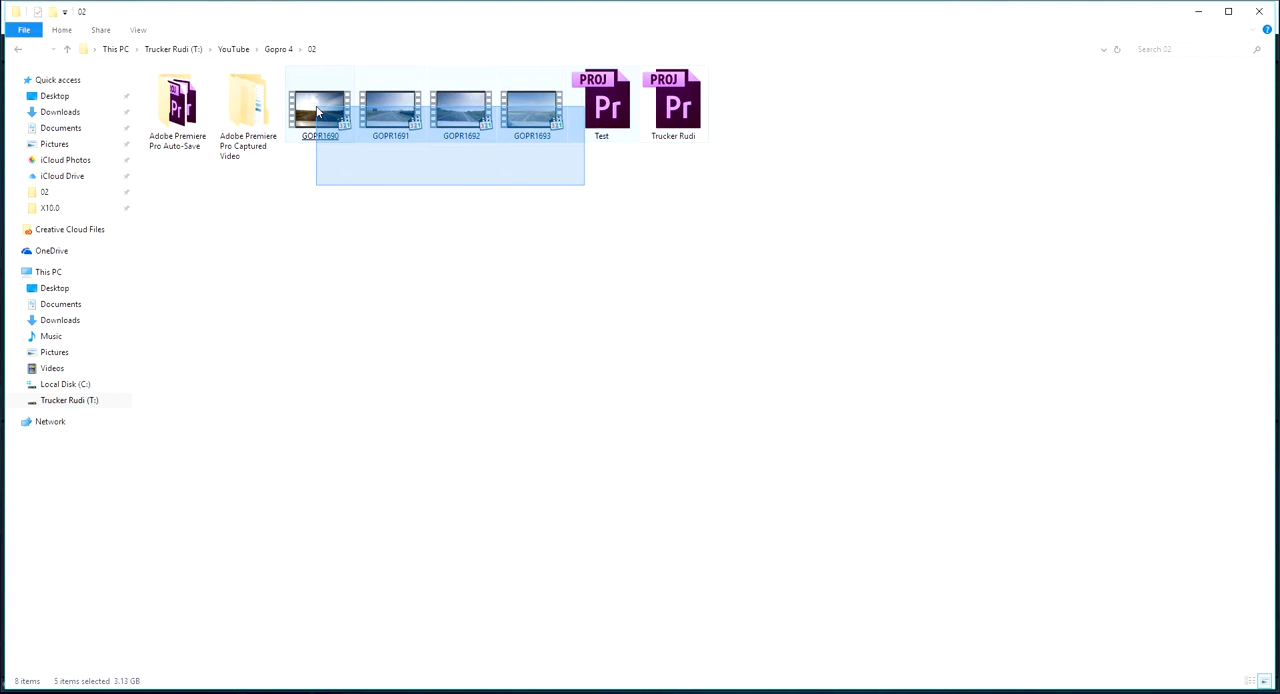 02
File Home Share View
This PC › Trucker Rudi (T:) › YouTube › Gopro 4 › 02
Search 02
Quick access
Desktop
Downloads
Documents
Pictures
iCloud Photos
iCloud Drive
02
X10.0
Creative Cloud Files
OneDrive
This PC
Desktop
Documents
Downloads
Music
Pictures
Videos
Local Disk (C:)
Trucker Rudi (T:)
Network
Adobe Premiere
Pro Auto-Save
Adobe Premiere
Pro Captured
Video
GOPR1690
GOPR1691
GOPR1692
GOPR1693
PROJ
Pr
Test
PROJ
Pr
Trucker Rudi
8 items 5 items selected 3.13 GB